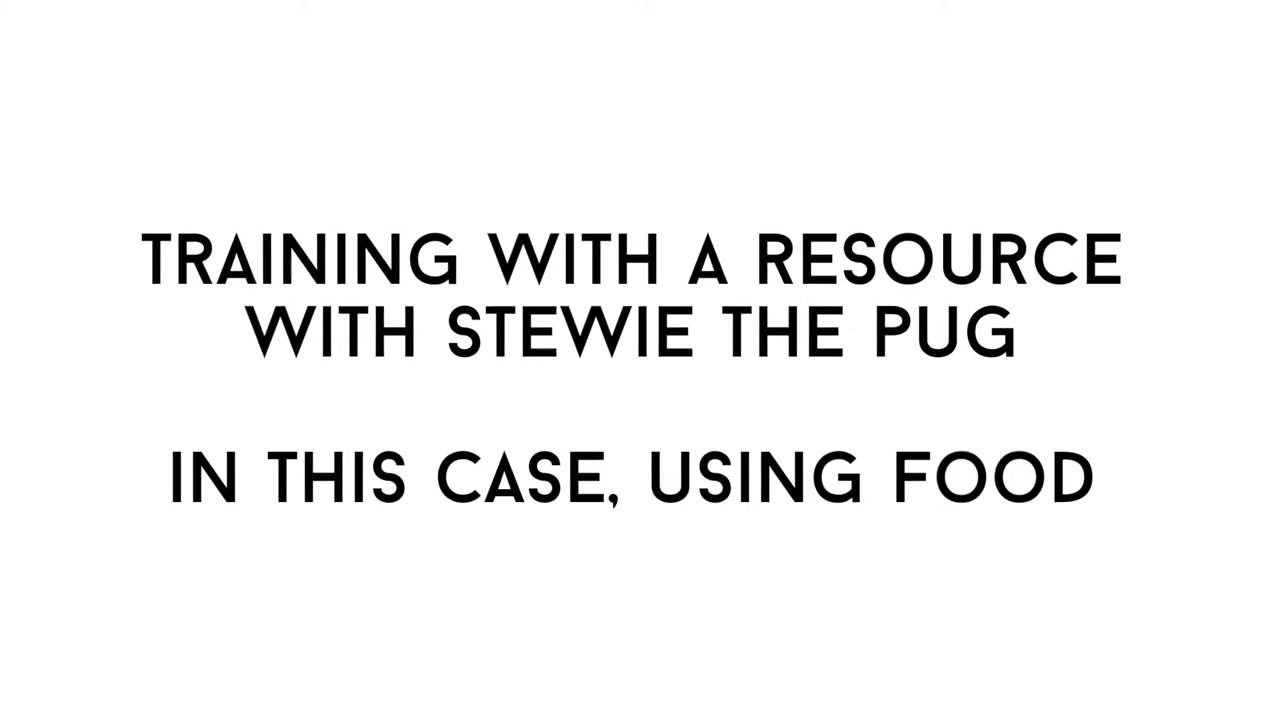 TRAINING WITH A RESOURCE
WITH STEWIE THE PUG
IN THIS CASE, USING FOOD